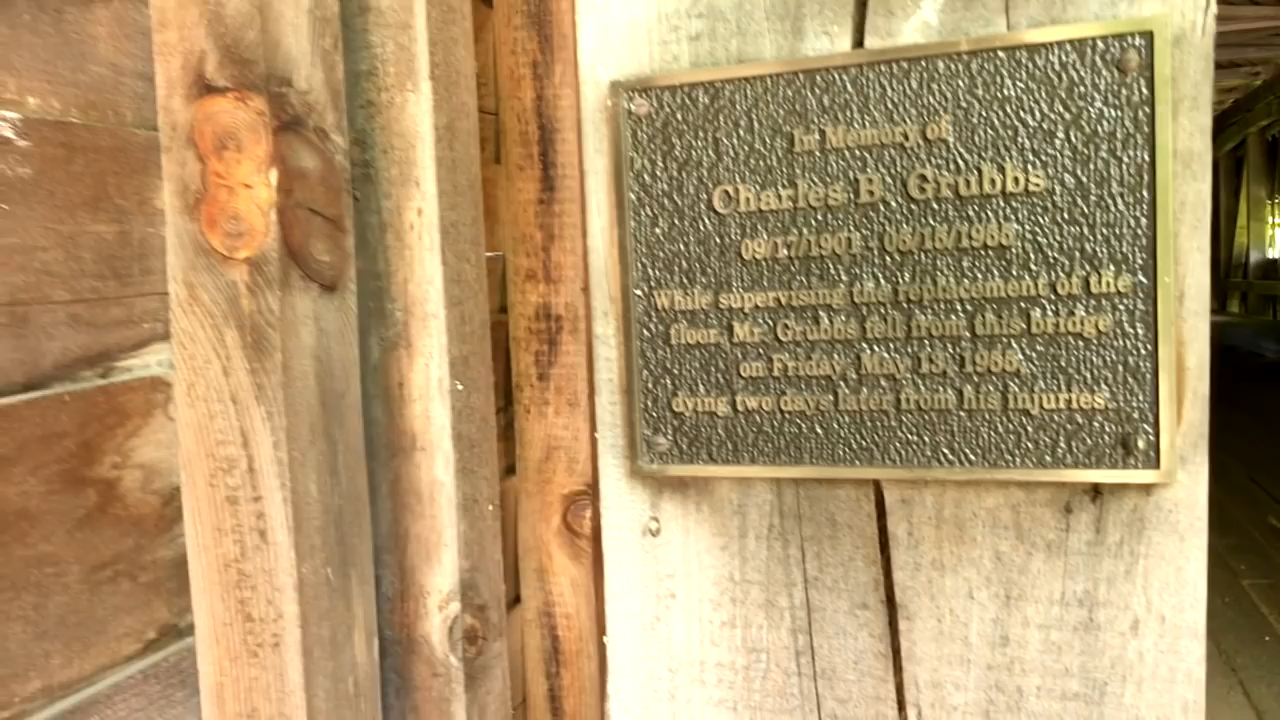 In Memory of
Charles B. Grubbs
09/17/1901 - 05/15/1955
While supervising the replacement of the
floor, Mr. Grubbs fell from this bridge
on Friday, May 13, 1955,
dying two days later from his injuries.